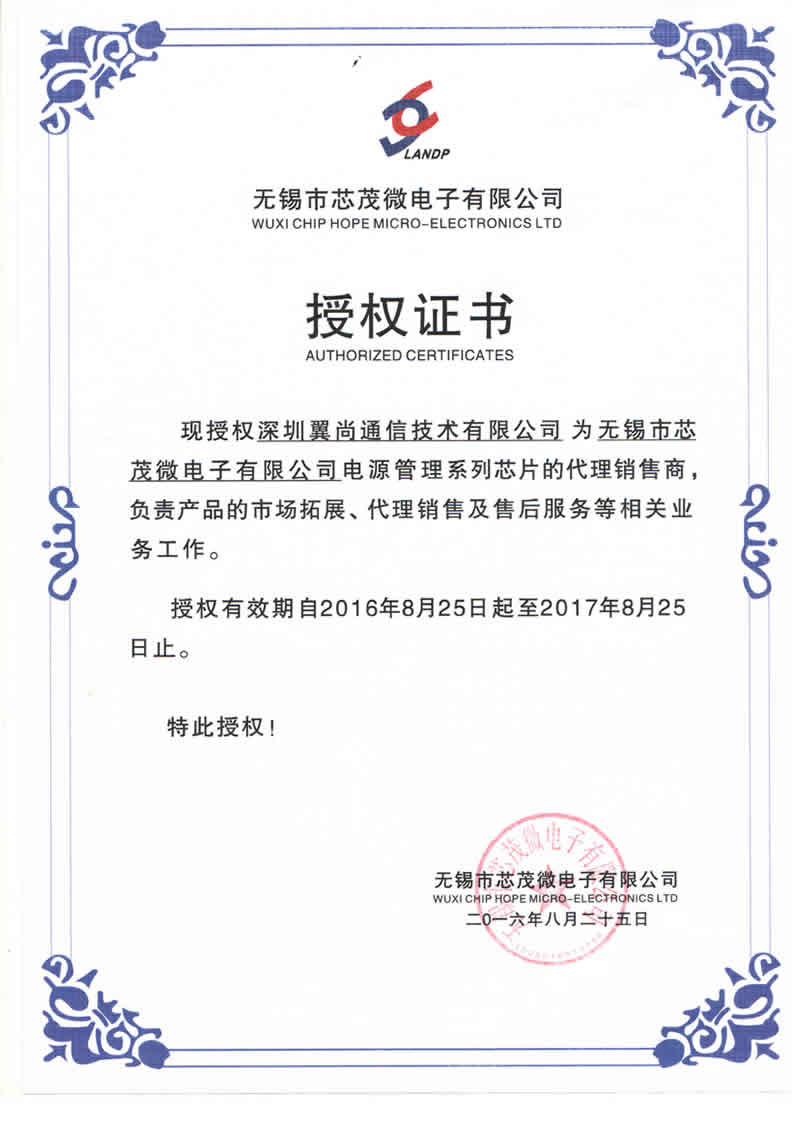 LANDP
无锡市芯茂微电子有限公司
WUXI CHIP HOPE MICRO-ELECTRONICS LTD
授权证书
AUTHORIZED CERTIFICATES
现授权深圳翼尚通信技术有限公司 为无锡市芯
茂微电子有限公司电源管理系列芯片的代理销售商，
负责产品的市场拓展、代理销售及售后服务等相关业
务工作。
授权有效期自2016年8月25日起至2017年8月25
日止。
特此授权！
无锡市芯茂微电子有限公司
无锡市芯茂微电子有限公司
WUXI CHIP HOPE MICRO-ELECTRONICS LTD
二0一六年八月二十五日